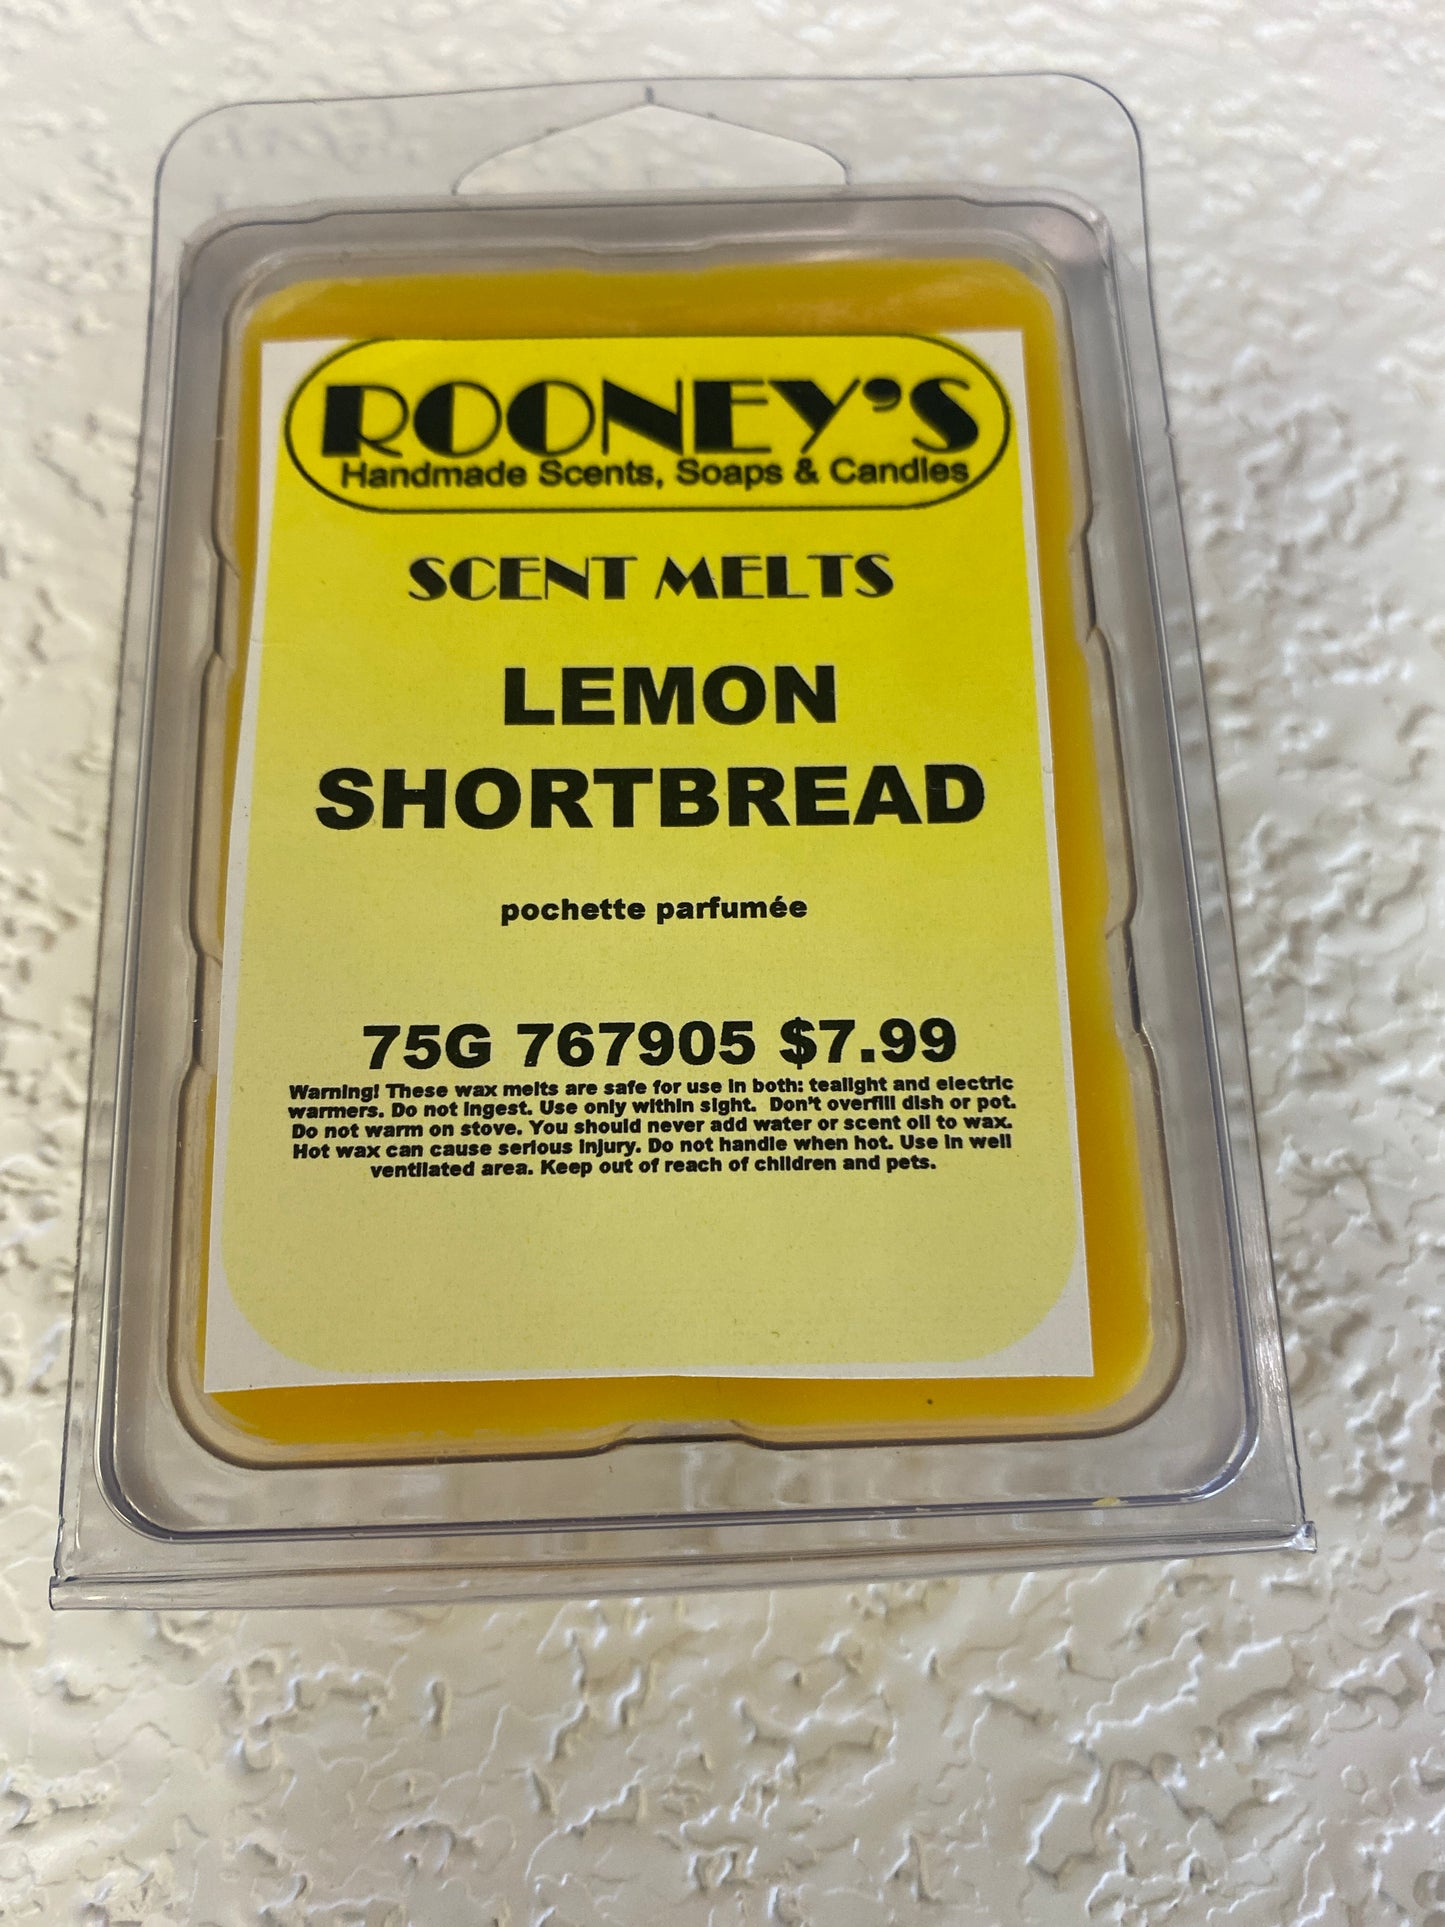 ROONEY'S
Handmade Scents, Soaps & Candles
SCENT MELTS
LEMON
SHORTBREAD
pochette parfumée
75G 767905 $7.99
Warning! These wax melts are safe for use in both: tealight and electric
warmers. Do not ingest. Use only within sight. Don't overfill dish or pot.
Do not warm on stove. You should never add water or scent oil to wax.
Hot wax can cause serious injury. Do not handle when hot. Use in well
ventilated area. Keep out of reach of children and pets.